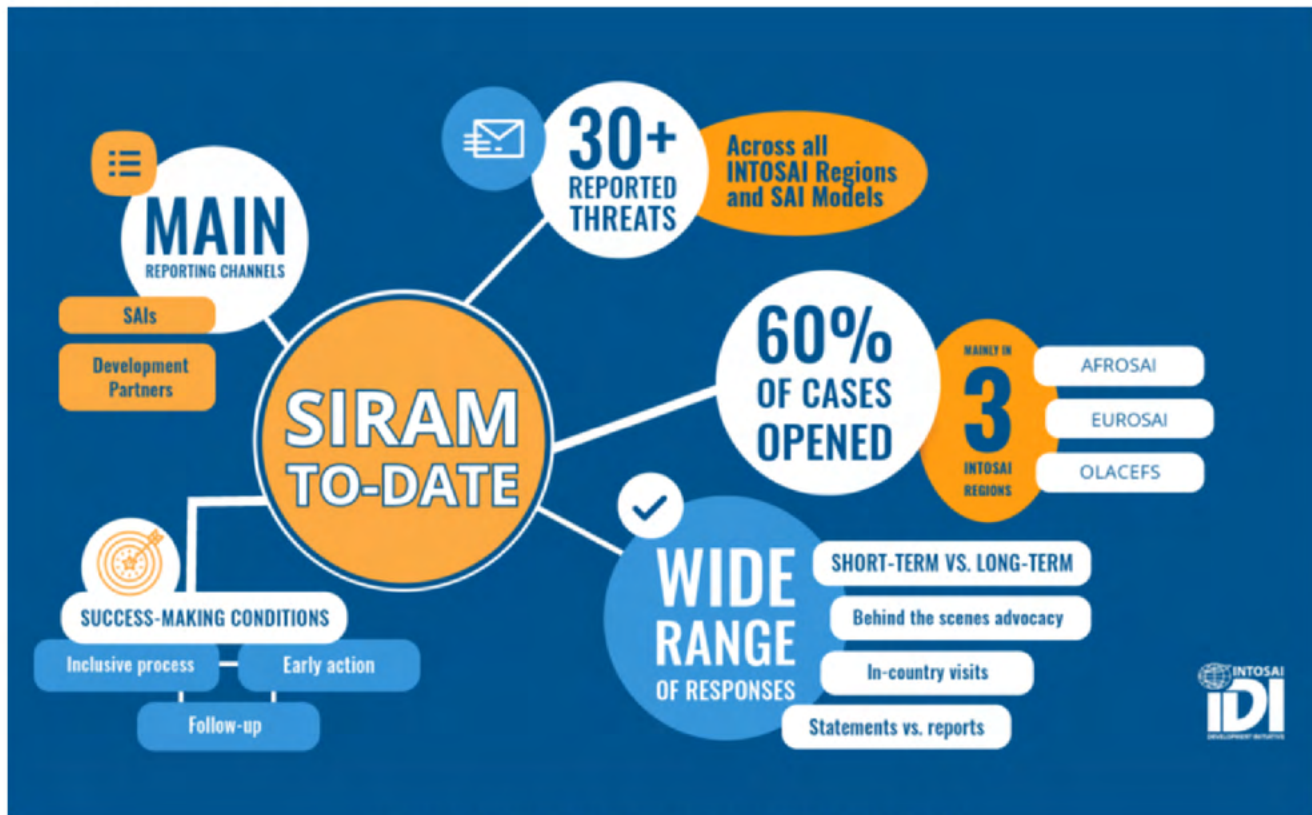 MAIN
REPORTING CHANNELS
SAIs
Development
Partners
30+
REPORTED
THREATS
Across all
INTOSAI Regions
and SAI Models
SIRAM
TO-DATE
60%
OF CASES
OPENED
MAINLY IN
3
INTOSAI
REGIONS
AFROSAI
EUROSAI
OLACEFS
WIDE
RANGE
OF RESPONSES
SHORT-TERM VS. LONG-TERM
Behind the scenes advocacy
In-country visits
Statements vs. reports
SUCCESS-MAKING CONDITIONS
Inclusive process
Early action
Follow-up
INTOSAI
IDI
DEVELOPMENT INITIATIVE